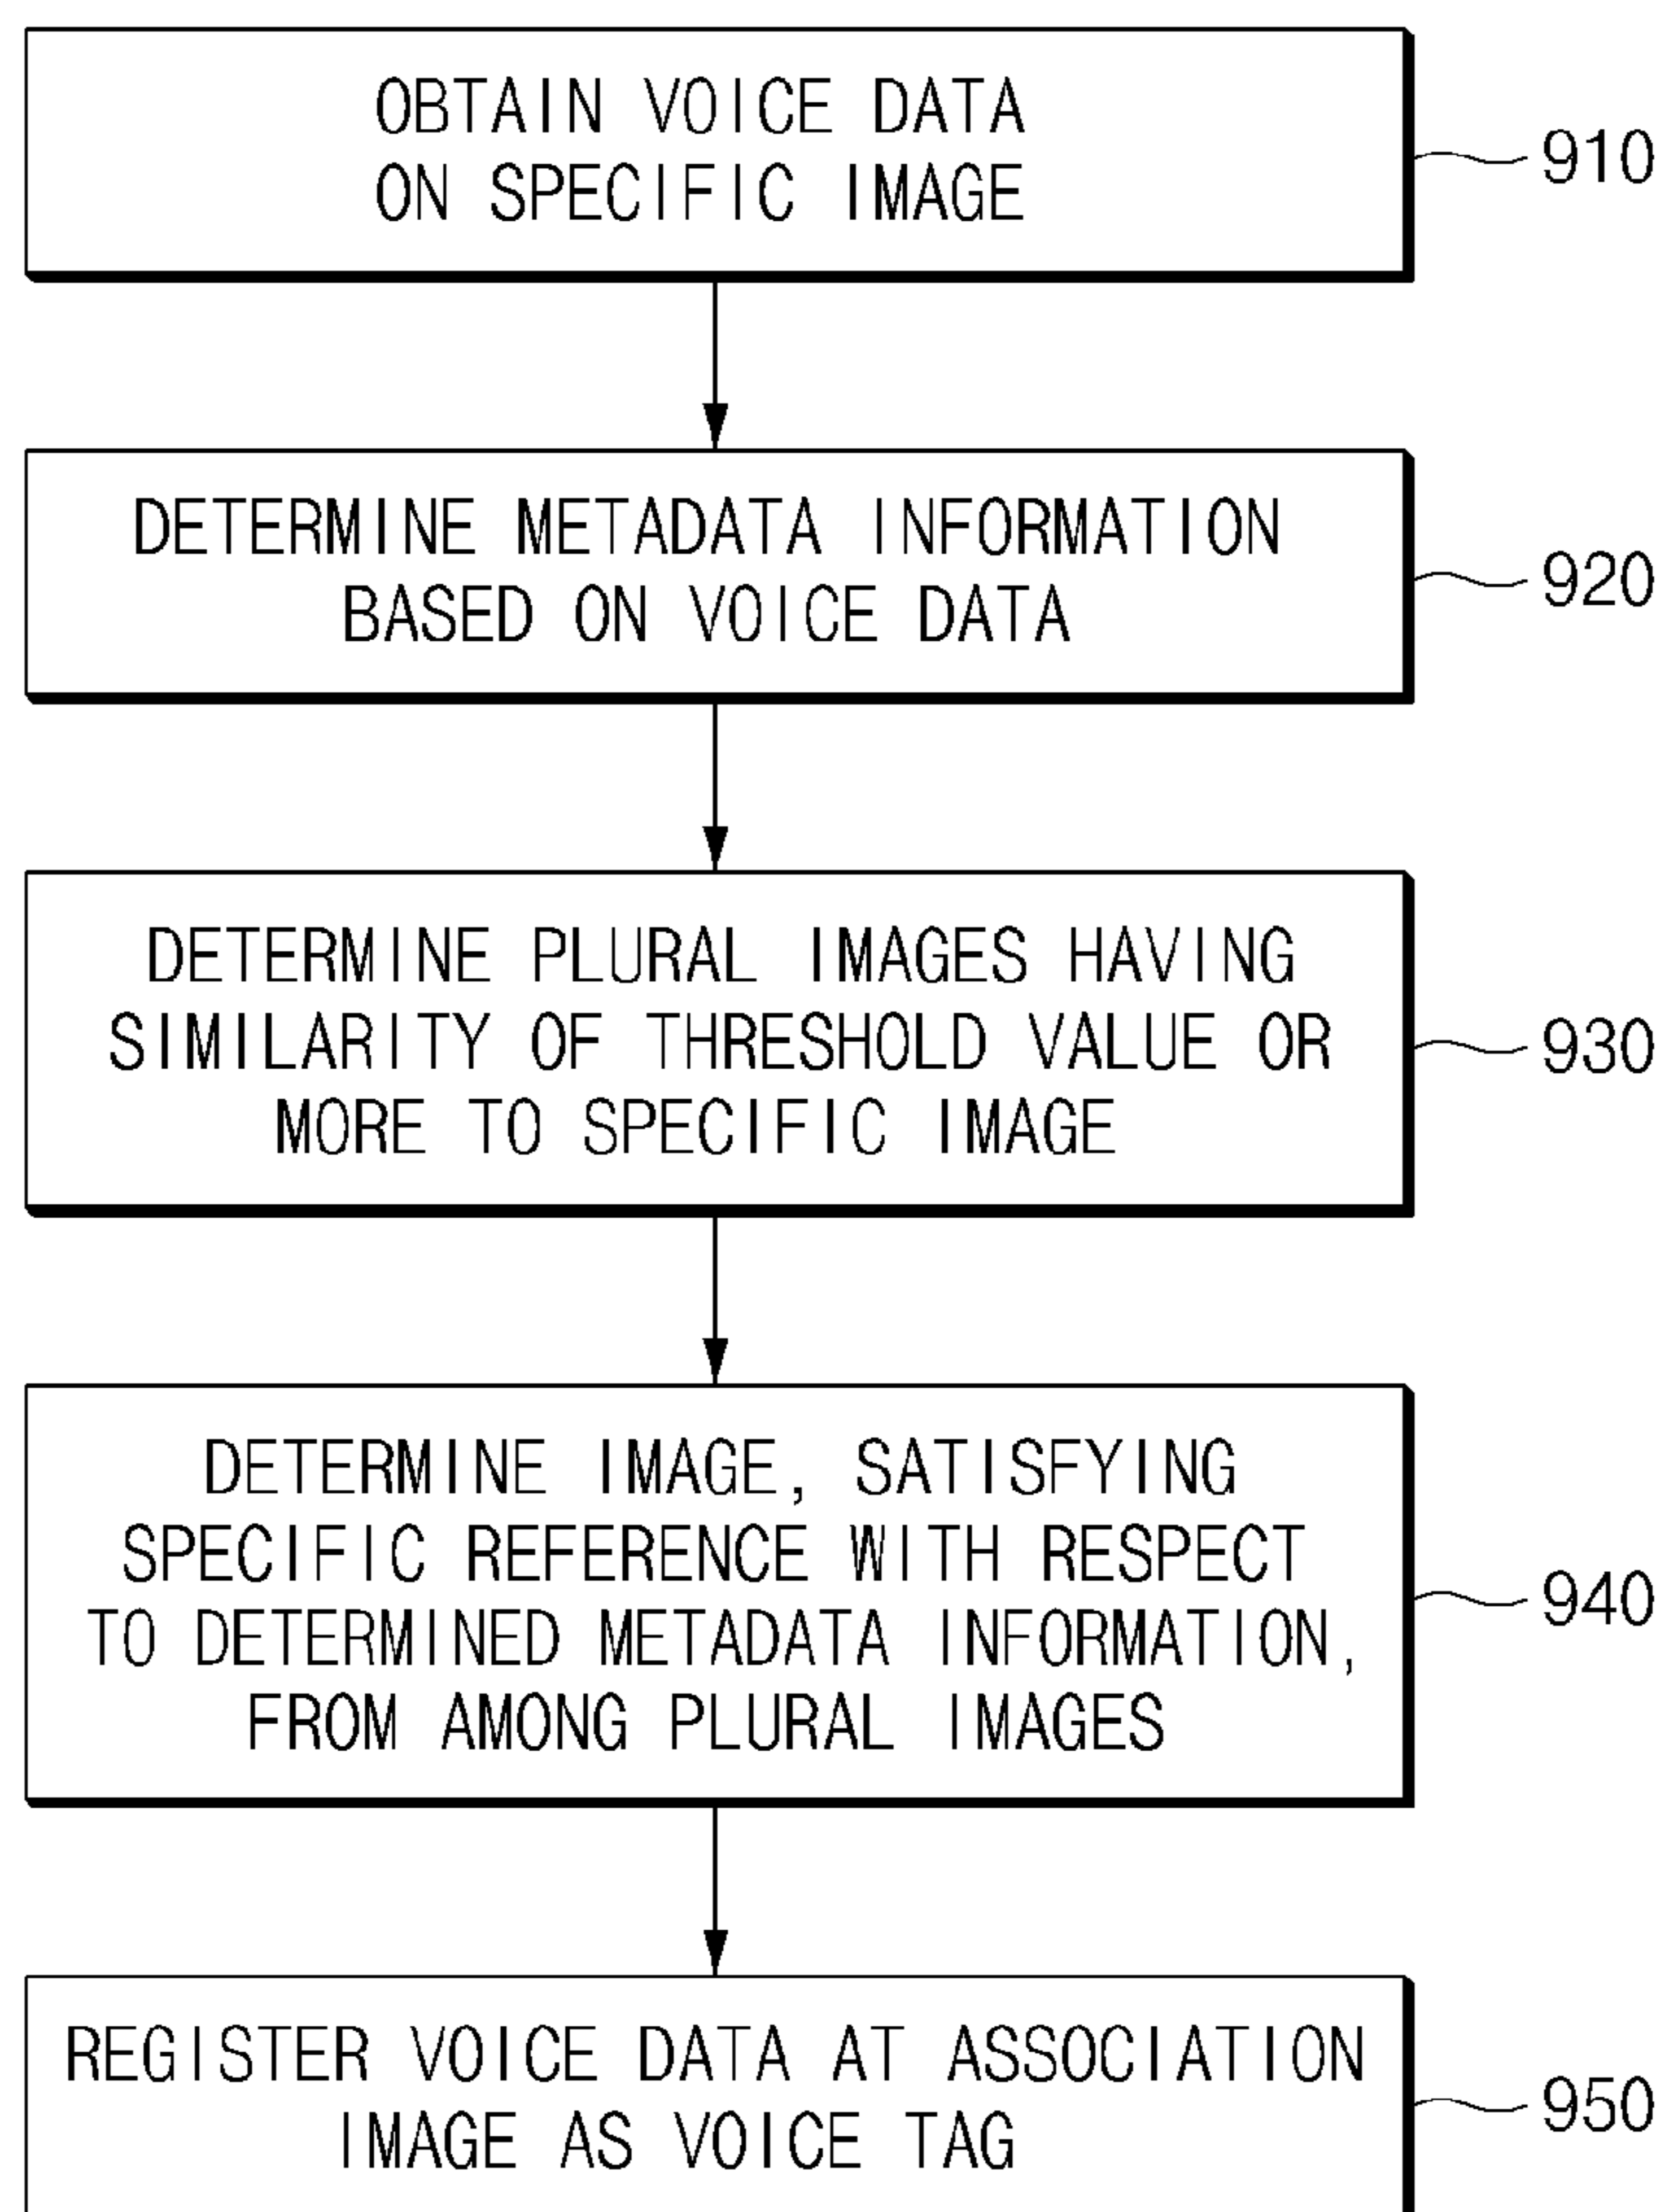 OBTAIN VOICE DATA
ON SPECIFIC IMAGE
910
DETERMINE METADATA INFORMATION
BASED ON VOICE DATA
920
DETERMINE PLURAL IMAGES HAVING
SIMILARITY OF THRESHOLD VALUE OR
MORE TO SPECIFIC IMAGE
930
DETERMINE IMAGE, SATISFYING
SPECIFIC REFERENCE WITH RESPECT
TO DETERMINED METADATA INFORMATION,
FROM AMONG PLURAL IMAGES
940
REGISTER VOICE DATA AT ASSOCIATION
IMAGE AS VOICE TAG
950